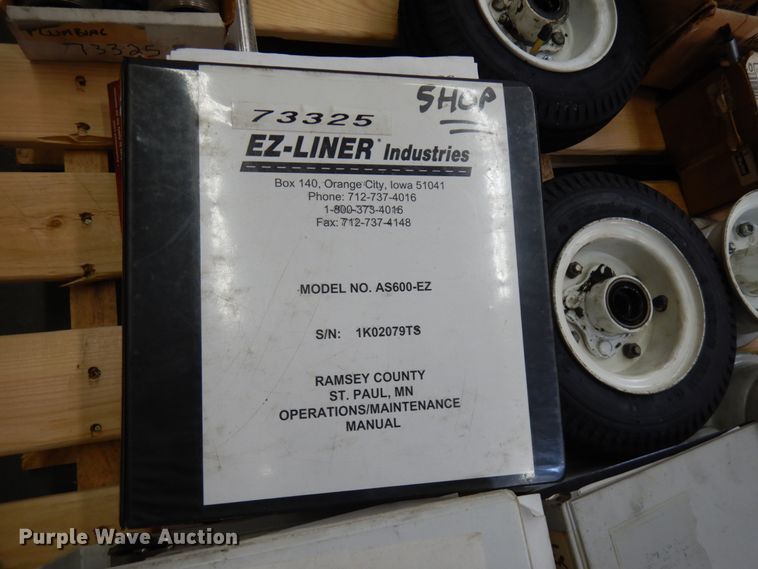 PLUMBING
73325
SHOP
73325
EZ-LINER® Industries
Box 140, Orange City, Iowa 51041
Phone: 712-737-4016
1-800-373-4016
Fax: 712-737-4148
MODEL NO. AS600-EZ
S/N: 1K02079TS
RAMSEY COUNTY
ST. PAUL, MN
OPERATIONS/MAINTENANCE
MANUAL
Purple Wave Auction